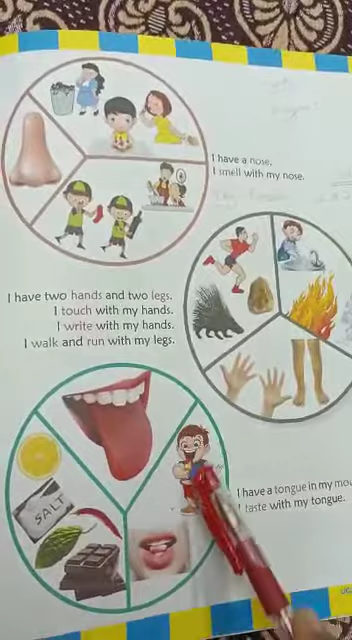 I have a nose.
I smell with my nose.
I have two hands and two legs.
I touch with my hands.
I write with my hands.
I walk and run with my legs.
SALT
I have a tongue in my
I taste with my tongue.